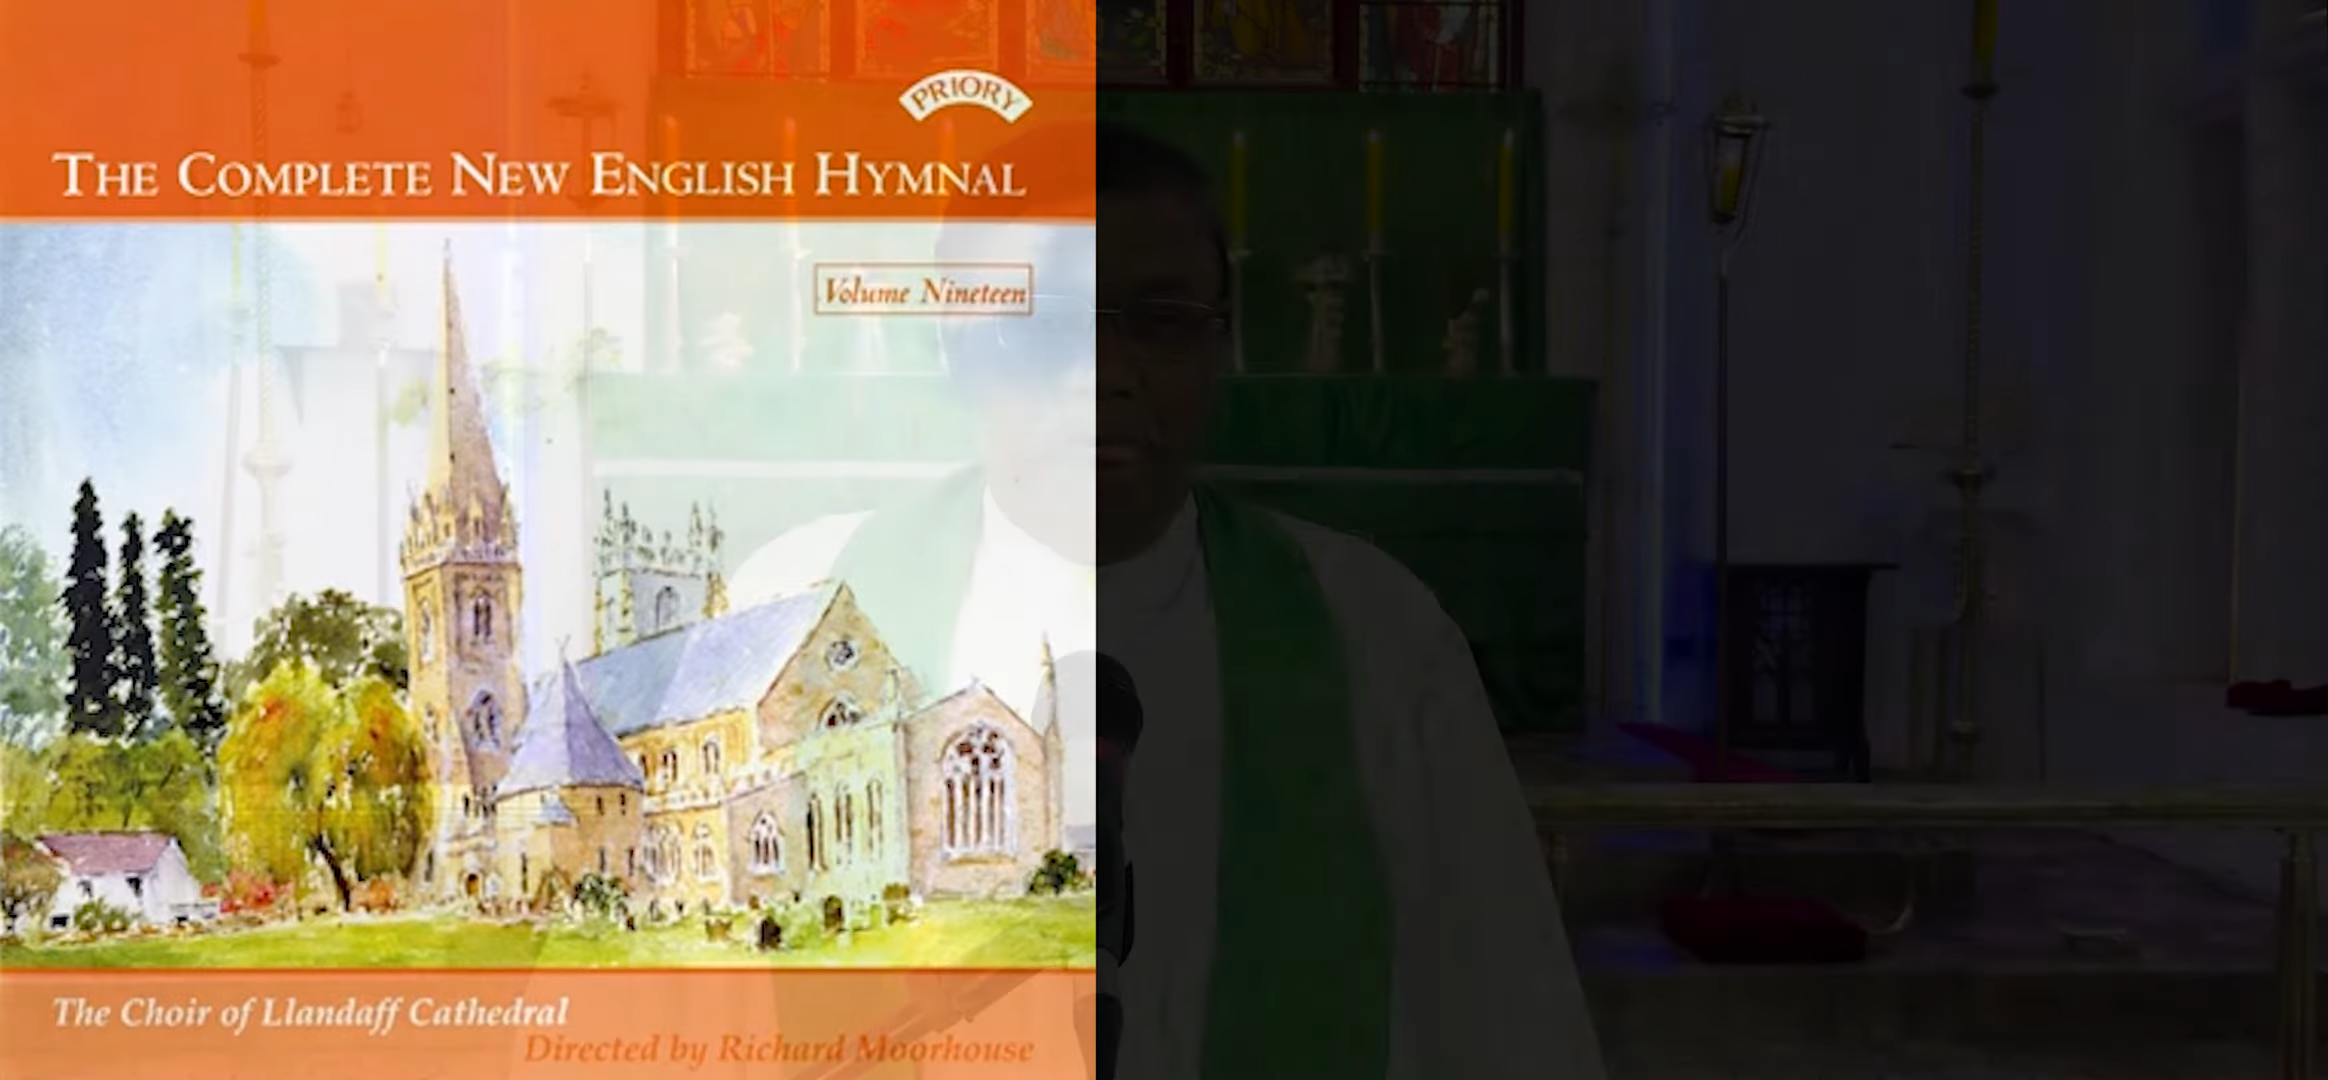 PRIORY
THE COMPLETE NEW ENGLISH HYMNAL
Volume Nineteen
The Choir of Llandaff Cathedral
Directed by Richard Moorhouse